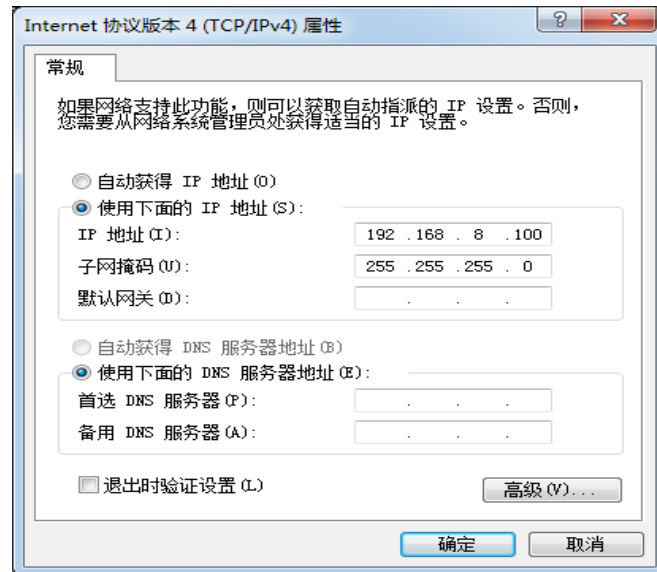 Internet 协议版本 4 (TCP/IPv4) 属性
常规
如果网络支持此功能，则可以获取自动指派的 IP 设置。否则，
您需要从网络系统管理员处获得适当的 IP 设置。
自动获得 IP 地址(O)
使用下面的 IP 地址(S):
IP 地址(I): 192 .168 . 8 .100
子网掩码(U): 255 .255 .255 . 0
默认网关(D): . . .
自动获得 DNS 服务器地址(B)
使用下面的 DNS 服务器地址(E):
首选 DNS 服务器(P): . . .
备用 DNS 服务器(A): . . .
退出时验证设置(L)
高级(V)...
确定 取消